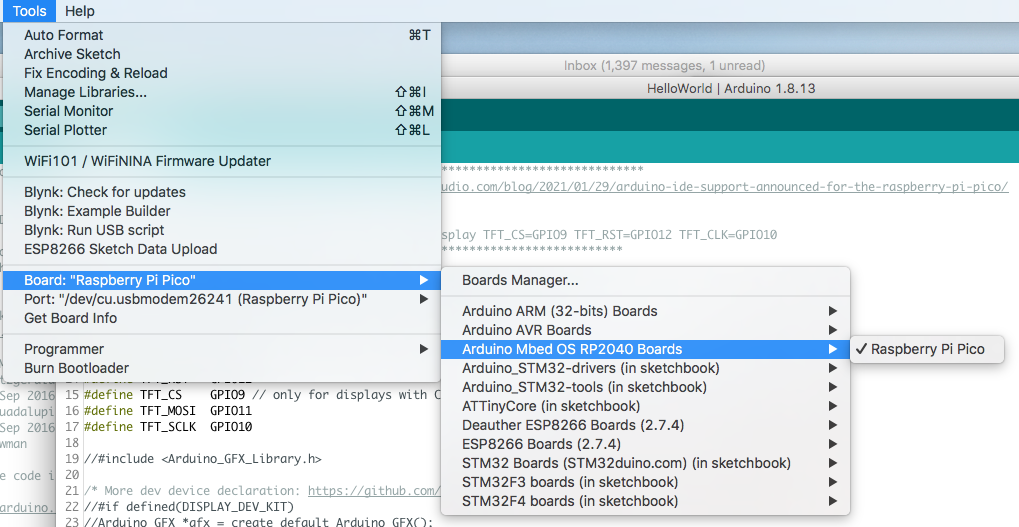 Tools Help
Auto Format ⌘T
Archive Sketch
Fix Encoding & Reload
Manage Libraries... ⇧⌘I
Serial Monitor ⇧⌘M
Serial Plotter ⇧⌘L
WiFi101 / WiFiNINA Firmware Updater
Blynk: Check for updates
Blynk: Example Builder
Blynk: Run USB script
ESP8266 Sketch Data Upload
Board: "Raspberry Pi Pico"
Port: "/dev/cu.usbmodem26241 (Raspberry Pi Pico)"
Get Board Info
Programmer
Burn Bootloader
Inbox (1,397 messages, 1 unread)
HelloWorld | Arduino 1.8.13
udio.com/blog/2021/01/29/arduino-ide-support-announced-for-the-raspberry-pi-pico/
splay TFT_CS=GPIO9 TFT_RST=GPIO12 TFT_CLK=GPIO10
Boards Manager...
Arduino ARM (32-bits) Boards
Arduino AVR Boards
Arduino Mbed OS RP2040 Boards
Arduino_STM32-drivers (in sketchbook)
Arduino_STM32-tools (in sketchbook)
ATTinyCore (in sketchbook)
Deauther ESP8266 Boards (2.7.4)
ESP8266 Boards (2.7.4)
STM32 Boards (STM32duino.com) (in sketchbook)
STM32F3 boards (in sketchbook)
STM32F4 boards (in sketchbook)
✓ Raspberry Pi Pico
Sep 2016
Sep 2016
wman
e code i
arduino.
15 #define TFT_CS GPIO9 // only for displays with C
16 #define TFT_MOSI GPIO11
17 #define TFT_SCLK GPIO10
18
19 //#include <Arduino_GFX_Library.h>
20
21 /* More dev device declaration: https://github.com/
22 //#if defined(DISPLAY_DEV_KIT)
23 //Arduino_GFX *gfx = create_default_Arduino_GFX();